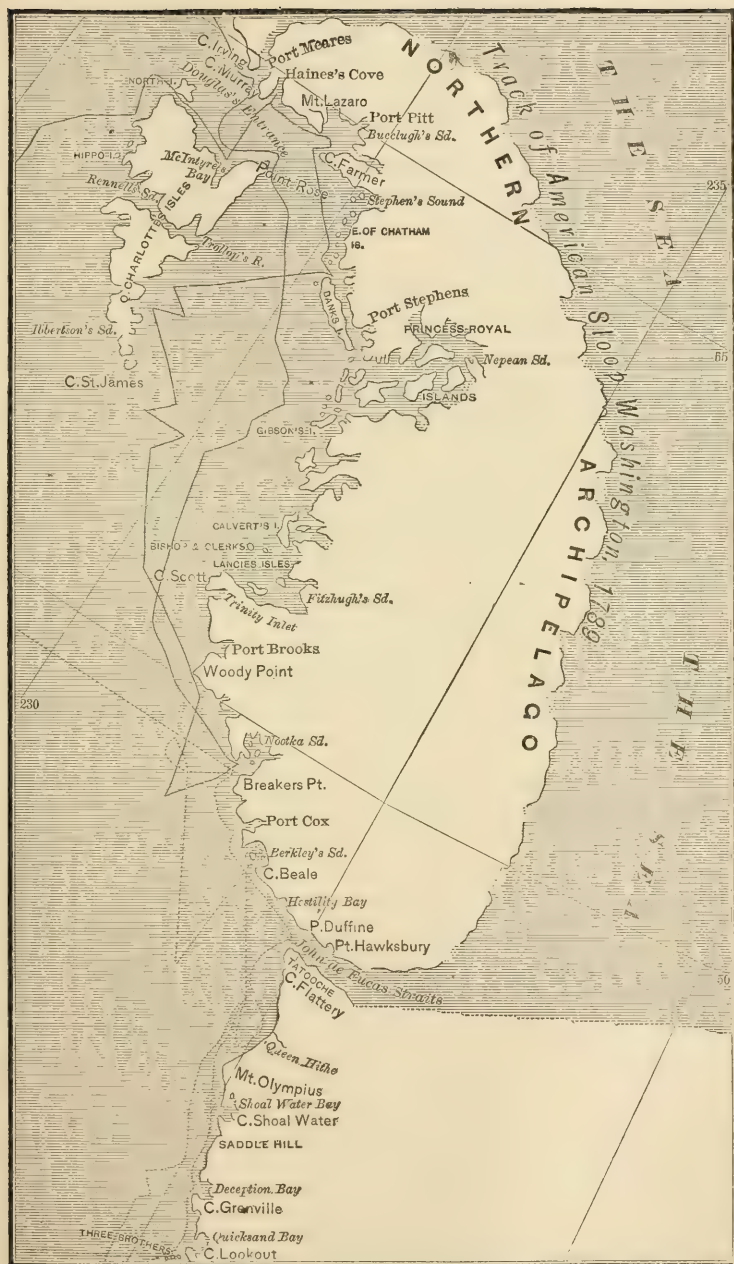 C.Irving
Port Meares
C. Murray
Haines's Cove
Douglas's Entrance
NORTH I.
Mt.Lazaro
Port Pitt
Bucclugh's Sd.
HIPPO I.
McIntyre's
Bay
C.Farmer
Point Rose
Rennell's Sd.
Stephen's Sound
Q.CHARLOTTE'S ISLES
Trollop's R.
E.OF CHATHAM
IS.
BANKS I.
Port Stephens
Ibbertson's Sd.
PRINCESS-ROYAL
Nepean Sd.
C.St.James
ISLANDS
GIBSON'S I.
CALVERT'S I.
BISHOP & CLERKS
LANCIES ISLES
C.Scott
Fitzhugh's Sd.
Trinity Inlet
Port Brooks
Woody Point
230
Nootka Sd.
Breakers Pt.
Port Cox
Berkley's Sd.
C.Beale
Hostility Bay
P.Duffine
Pt.Hawksbury
John de Fucas Straits
TATOOCHE
C.Flattery
Queen Hithe
Mt.Olympius
Shoal Water Bay
C.Shoal Water
SADDLE HILL
Deception Bay
C.Grenville
Quicksand Bay
THREE BROTHERS
C.Lookout
NORTHERN
ARCHIPELAGO
Track of American Sloop Washington, 1789
THE SEA
235
55
THE
50